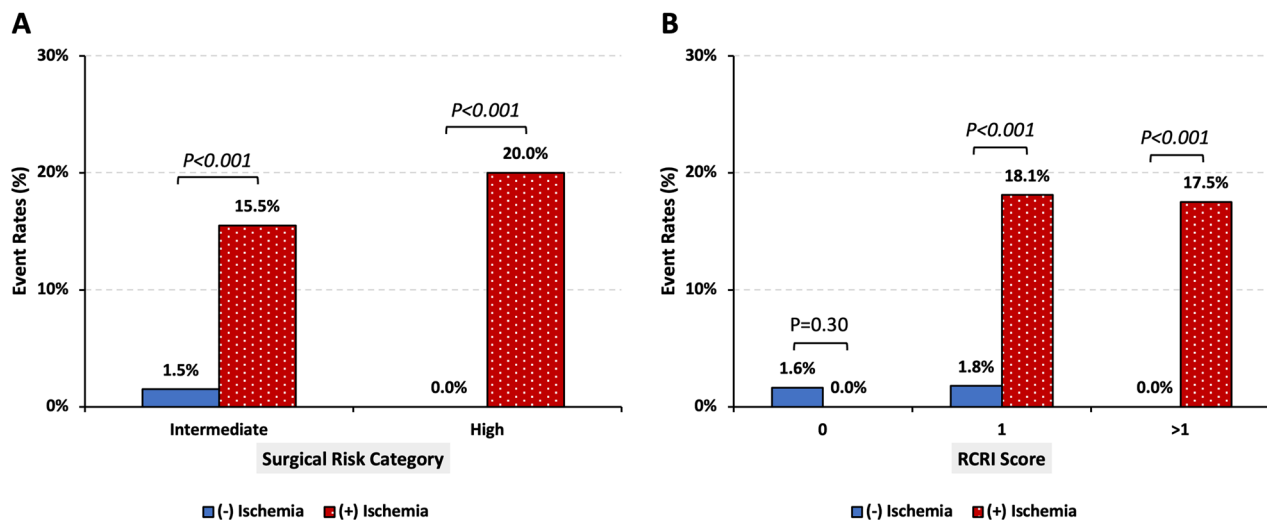 A
30%
20%
10%
0%
Event Rates (%)
P<0.001
1.5%
15.5%
P<0.001
0.0%
20.0%
Intermediate
High
Surgical Risk Category
(-) Ischemia
(+) Ischemia
B
30%
20%
10%
0%
Event Rates (%)
P=0.30
1.6%
0.0%
P<0.001
1.8%
18.1%
P<0.001
0.0%
17.5%
0
1
>1
RCRI Score
(-) Ischemia
(+) Ischemia